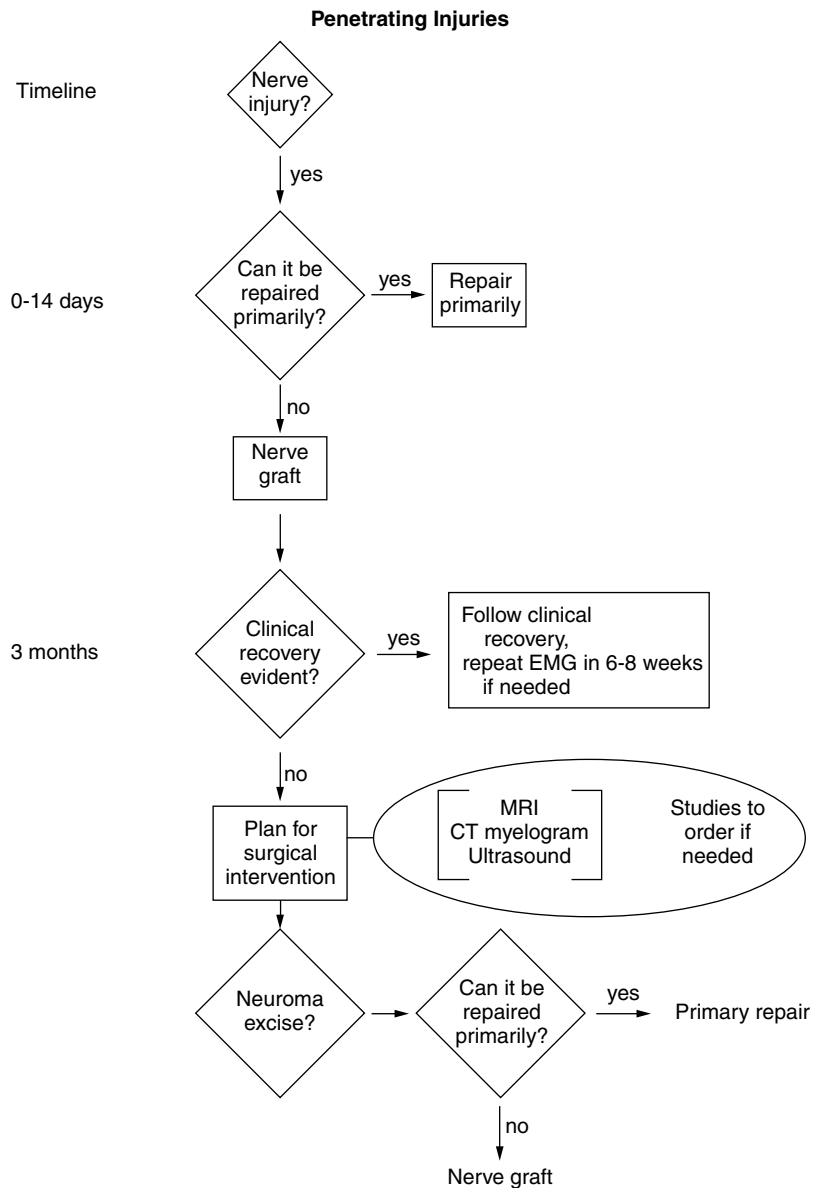 Penetrating Injuries
Timeline
Nerve
injury?
yes
0-14 days
Can it be
repaired
primarily?
yes
Repair
primarily
no
Nerve
graft
3 months
Clinical
recovery
evident?
yes
Follow clinical
recovery,
repeat EMG in 6-8 weeks
if needed
no
Plan for
surgical
intervention
MRI
CT myelogram
Ultrasound
Studies to
order if
needed
Neuroma
excise?
Can it be
repaired
primarily?
yes
Primary repair
no
Nerve graft